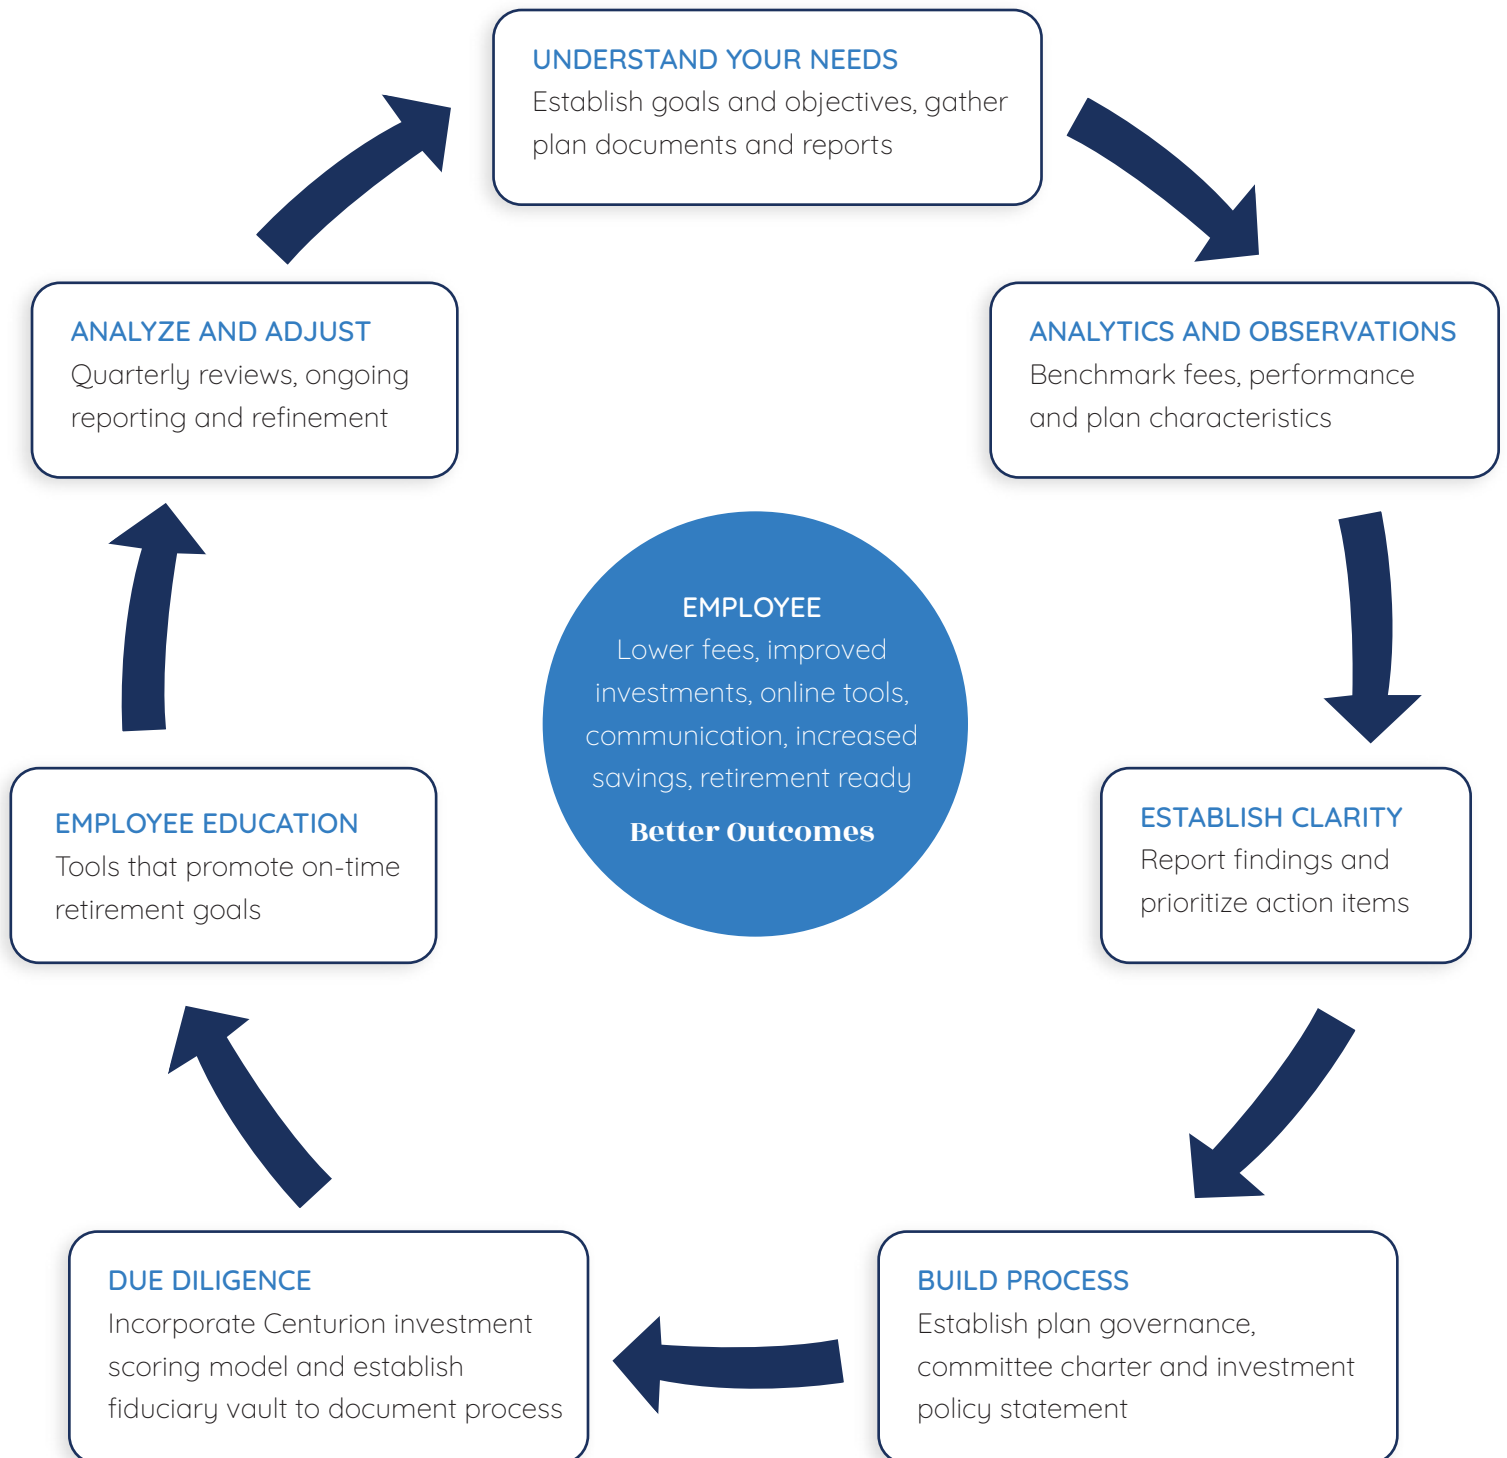 UNDERSTAND YOUR NEEDS
Establish goals and objectives, gather
plan documents and reports
ANALYTICS AND OBSERVATIONS
Benchmark fees, performance
and plan characteristics
ESTABLISH CLARITY
Report findings and
prioritize action items
BUILD PROCESS
Establish plan governance,
committee charter and investment
policy statement
DUE DILIGENCE
Incorporate Centurion investment
scoring model and establish
fiduciary vault to document process
EMPLOYEE EDUCATION
Tools that promote on-time
retirement goals
ANALYZE AND ADJUST
Quarterly reviews, ongoing
reporting and refinement
EMPLOYEE
Lower fees, improved
investments, online tools,
communication, increased
savings, retirement ready
Better Outcomes